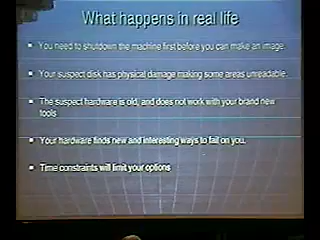 What happens in real life
You need to shutdown the machine first before you can make an image.
Your suspect disk has physical damage making some areas unreadable.
The suspect hardware is old, and does not work with your brand new
tools
Your hardware finds new and interesting ways to fail on you.
Time constraints will limit your options